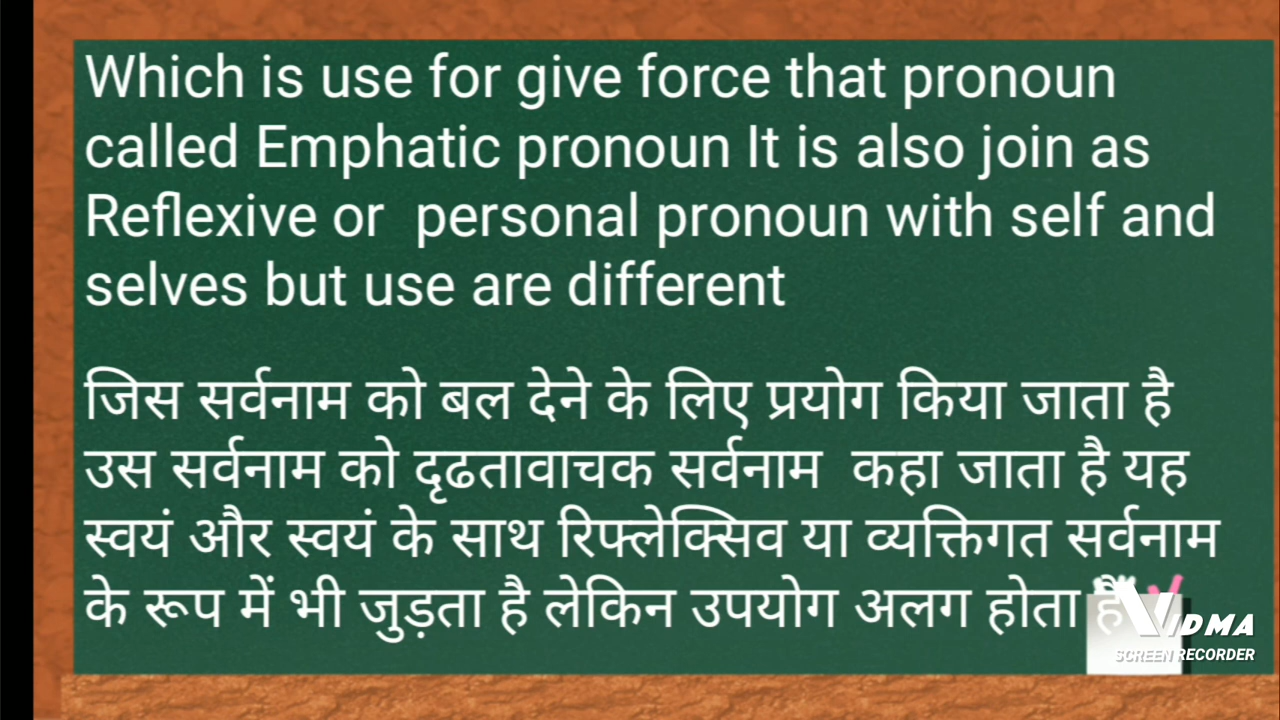 Which is use for give force that pronoun
called Emphatic pronoun It is also join as
Reflexive or  personal pronoun with self and
selves but use are different
जिस सर्वनाम को बल देने के लिए प्रयोग किया जाता है
उस सर्वनाम को दृढतावाचक सर्वनाम  कहा जाता है यह
स्वयं और स्वयं के साथ रिफ्लेक्सिव या व्यक्तिगत सर्वनाम
के रूप में भी जुड़ता है लेकिन उपयोग अलग होता है
VIDMA
SCREEN RECORDER